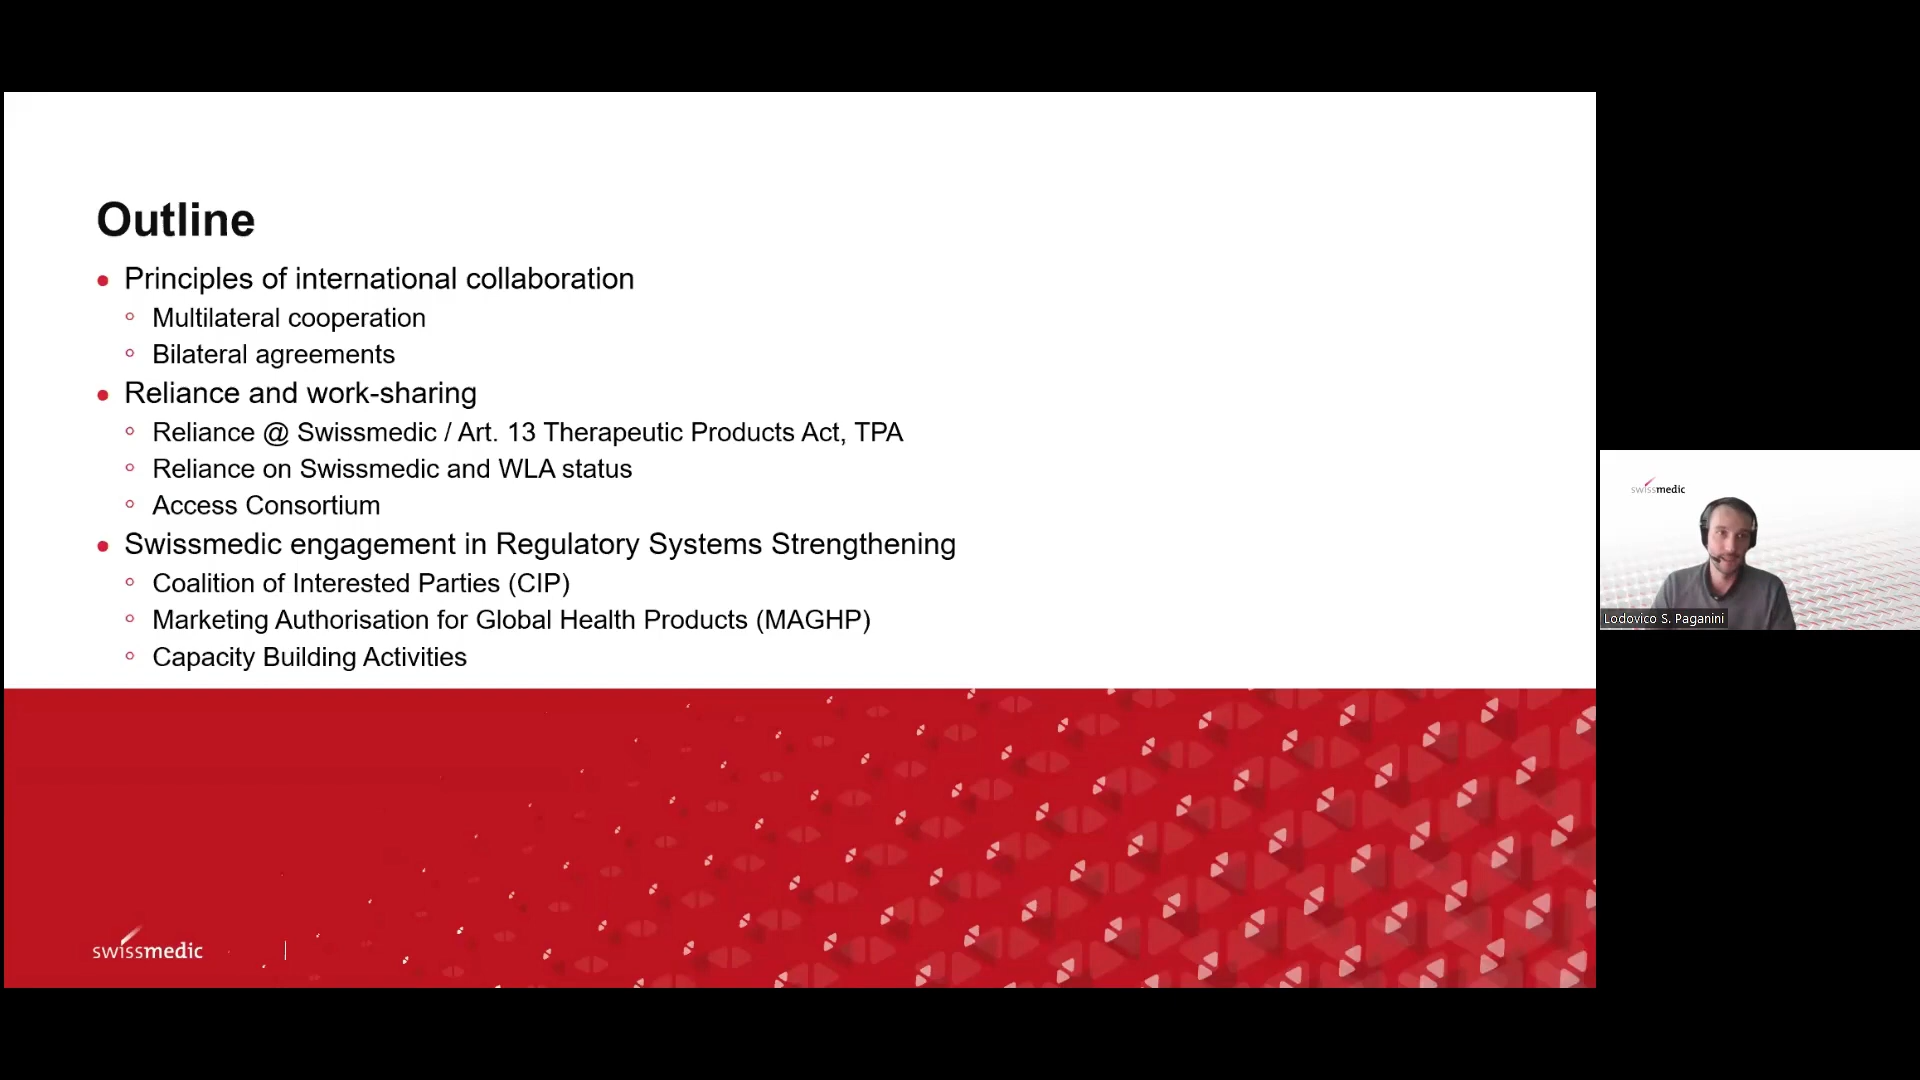 Outline
Principles of international collaboration
Multilateral cooperation
Bilateral agreements
Reliance and work-sharing
Reliance @ Swissmedic / Art. 13 Therapeutic Products Act, TPA
Reliance on Swissmedic and WLA status
Access Consortium
Swissmedic engagement in Regulatory Systems Strengthening
Coalition of Interested Parties (CIP)
Marketing Authorisation for Global Health Products (MAGHP)
Capacity Building Activities
swissmedic
swissmedic
Lodovico S. Paganini